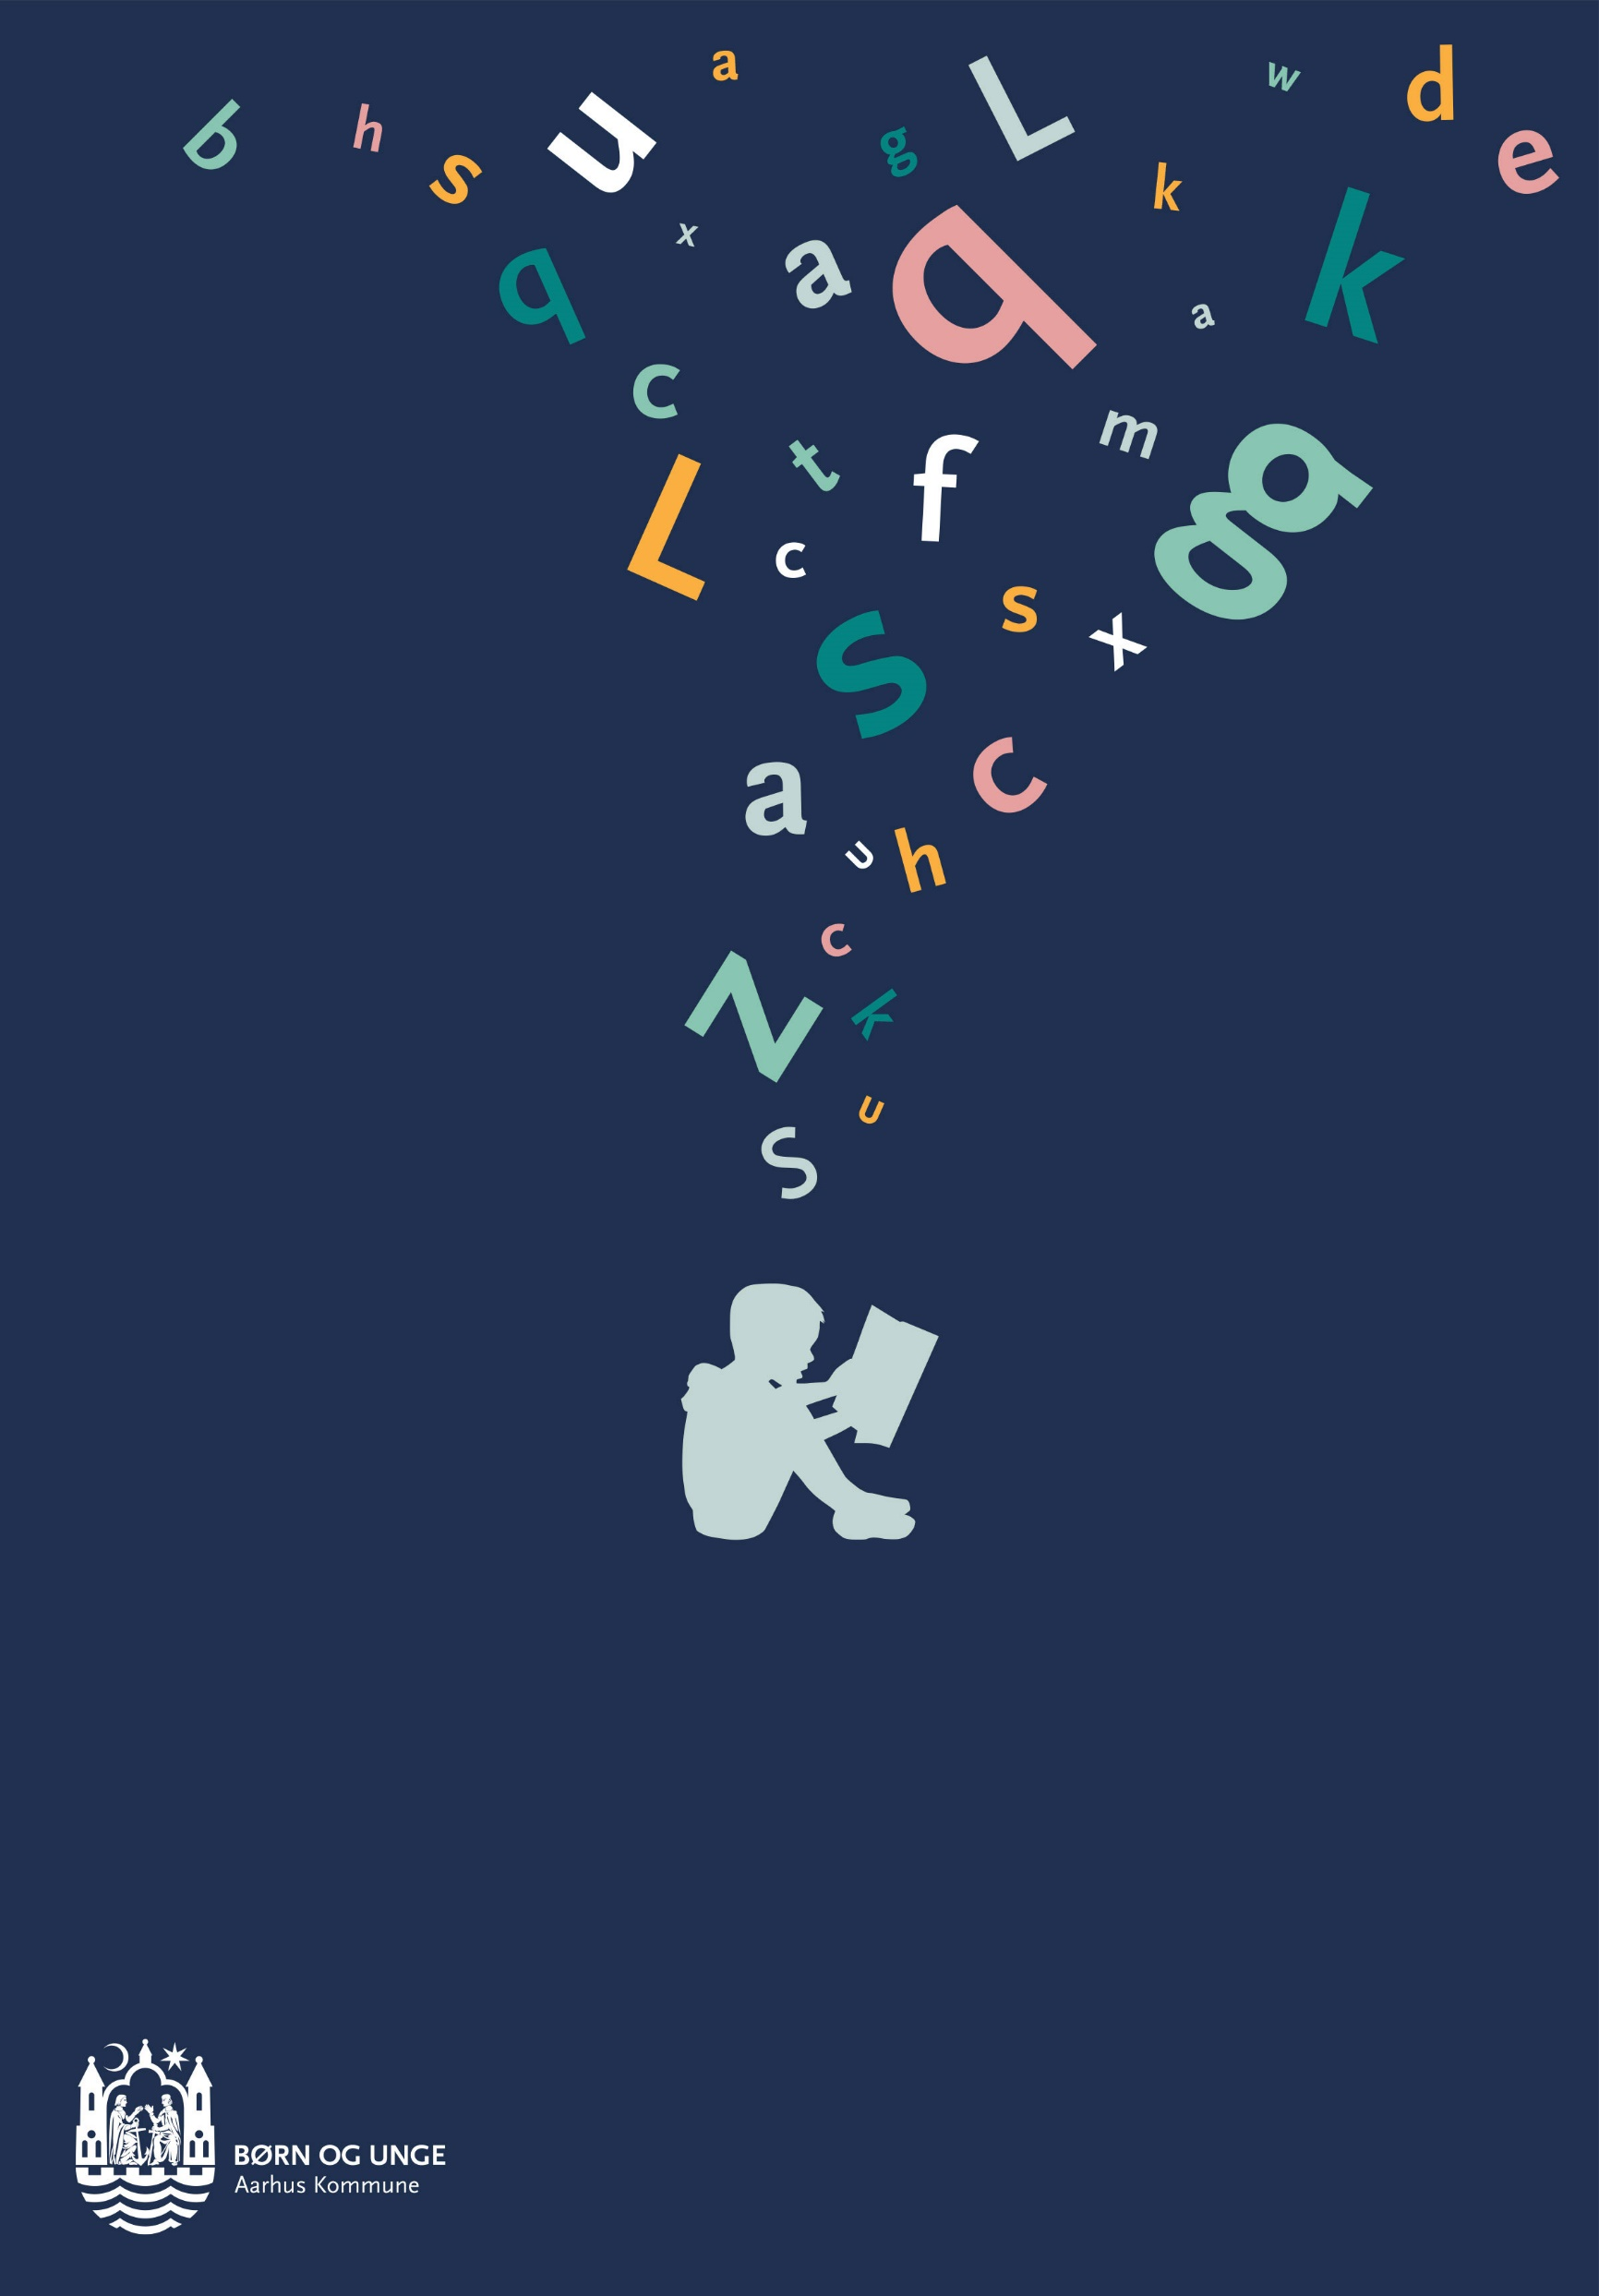 a
L
w
d
b
h
s
u
g
k
e
q
x
a
q
a
k
c
t
f
m
g
L
c
s
x
S
a
c
u
h
c
N
k
u
S
BØRN OG UNGE
Aarhus Kommune